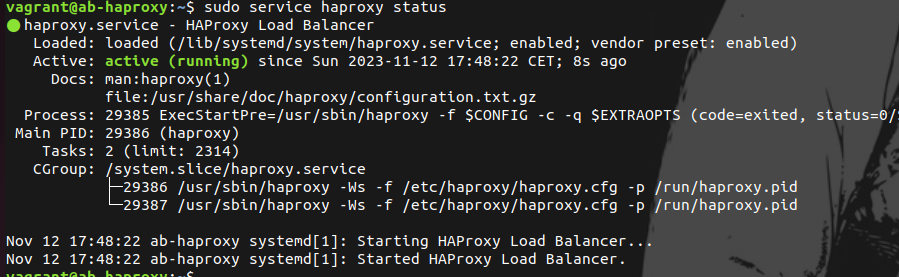 vagrant@ab-haproxy:~$ sudo service haproxy status
● haproxy.service - HAProxy Load Balancer
   Loaded: loaded (/lib/systemd/system/haproxy.service; enabled; vendor preset: enabled)
   Active: active (running) since Sun 2023-11-12 17:48:22 CET; 8s ago
     Docs: man:haproxy(1)
           file:/usr/share/doc/haproxy/configuration.txt.gz
  Process: 29385 ExecStartPre=/usr/sbin/haproxy -f $CONFIG -c -q $EXTRAOPTS (code=exited, status=0/
 Main PID: 29386 (haproxy)
    Tasks: 2 (limit: 2314)
   CGroup: /system.slice/haproxy.service
           ├─29386 /usr/sbin/haproxy -Ws -f /etc/haproxy/haproxy.cfg -p /run/haproxy.pid
           └─29387 /usr/sbin/haproxy -Ws -f /etc/haproxy/haproxy.cfg -p /run/haproxy.pid
Nov 12 17:48:22 ab-haproxy systemd[1]: Starting HAProxy Load Balancer...
Nov 12 17:48:22 ab-haproxy systemd[1]: Started HAProxy Load Balancer.
vagrant@ab-haproxy:~$